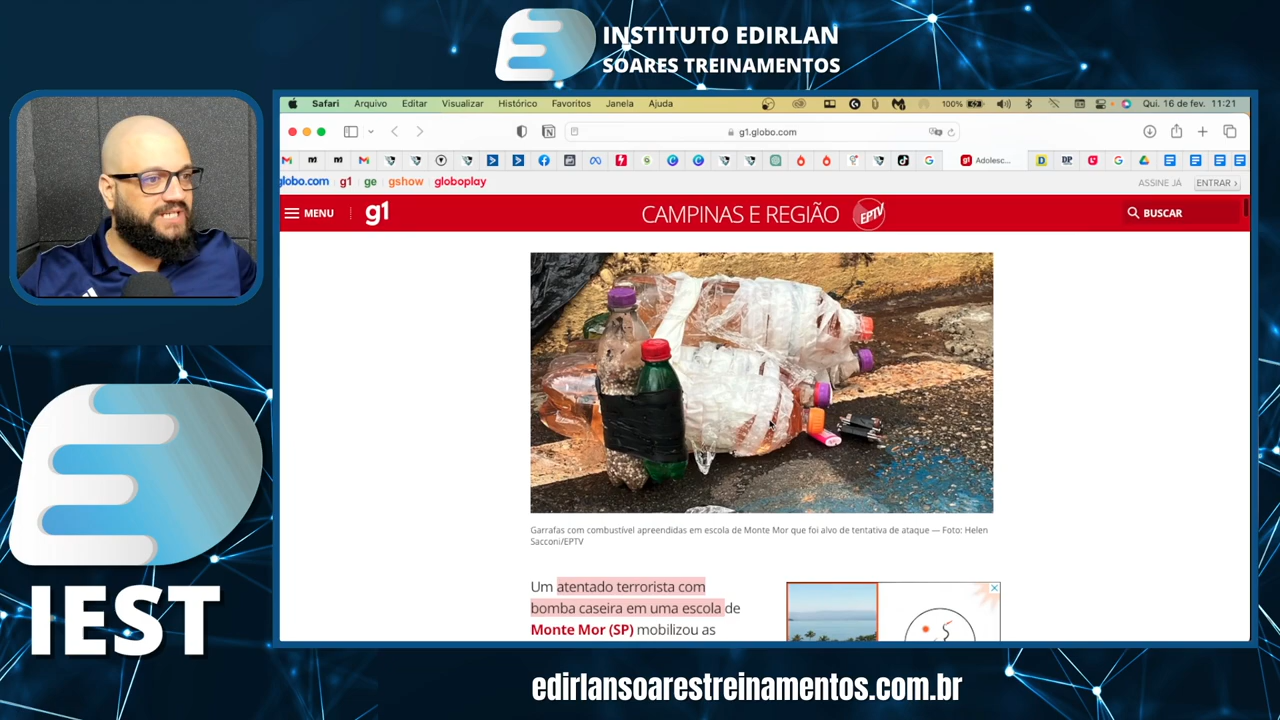 INSTITUTO EDIRLAN
SOARES TREINAMENTOS
Safari Arquivo Editar Visualizar Histórico Favoritos Janela Ajuda 100% Qui. 16 de fev. 11:21
g1.globo.com
Adolesc...
globo.com g1 ge gshow globoplay ASSINE JÁ ENTRAR ›
MENU g1 CAMPINAS E REGIÃO EPTV BUSCAR
Garrafas com combustível apreendidas em escola de Monte Mor que foi alvo de tentativa de ataque — Foto: Helen
Sacconi/EPTV
Um atentado terrorista com
bomba caseira em uma escola de
Monte Mor (SP) mobilizou as
IEST
edirlansoarestreinamentos.com.br